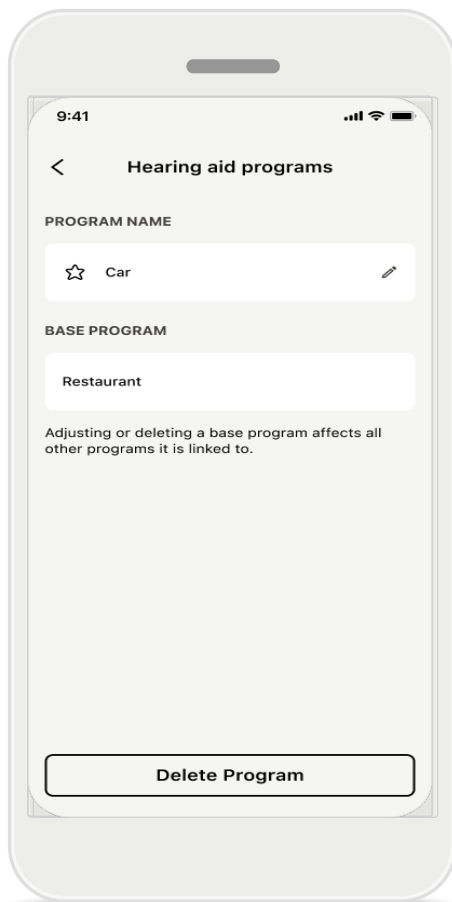 9:41
Hearing aid programs
PROGRAM NAME
Car
BASE PROGRAM
Restaurant
Adjusting or deleting a base program affects all
other programs it is linked to.
Delete Program